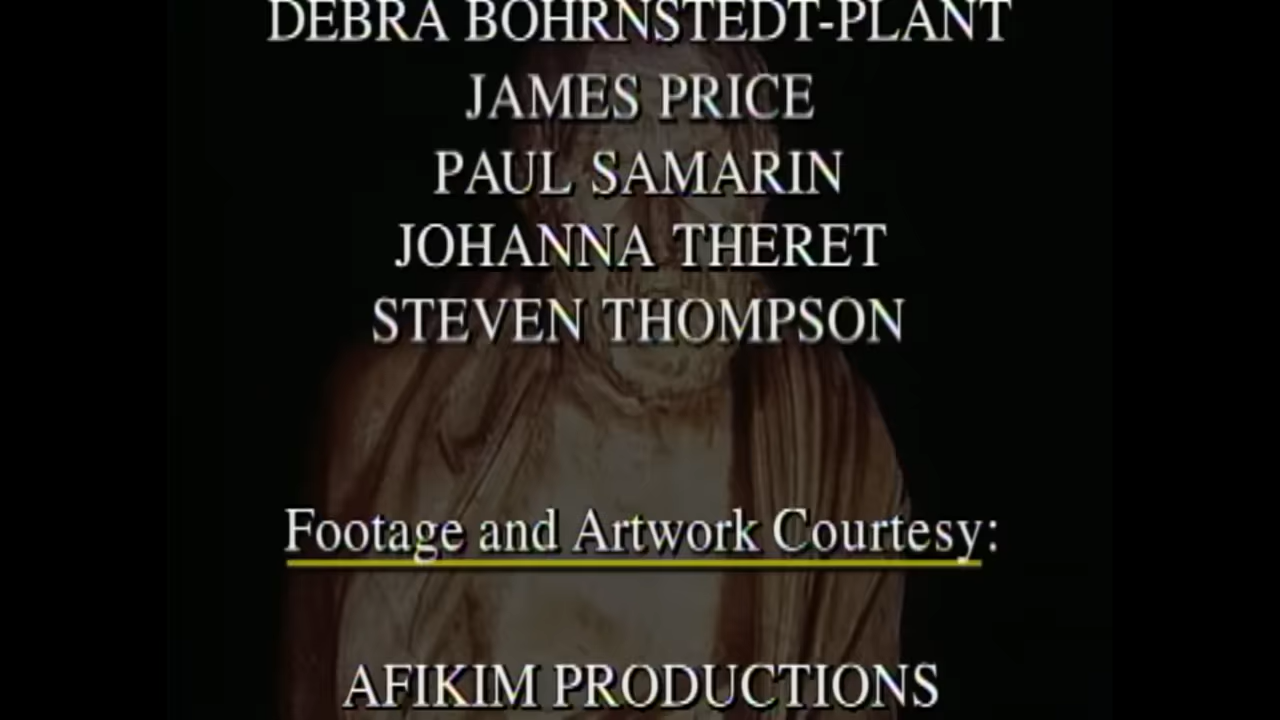 DEBRA BOHRNSTEDT-PLANT
JAMES PRICE
PAUL SAMARIN
JOHANNA THERET
STEVEN THOMPSON
Footage and Artwork Courtesy:
AFIKIM PRODUCTIONS